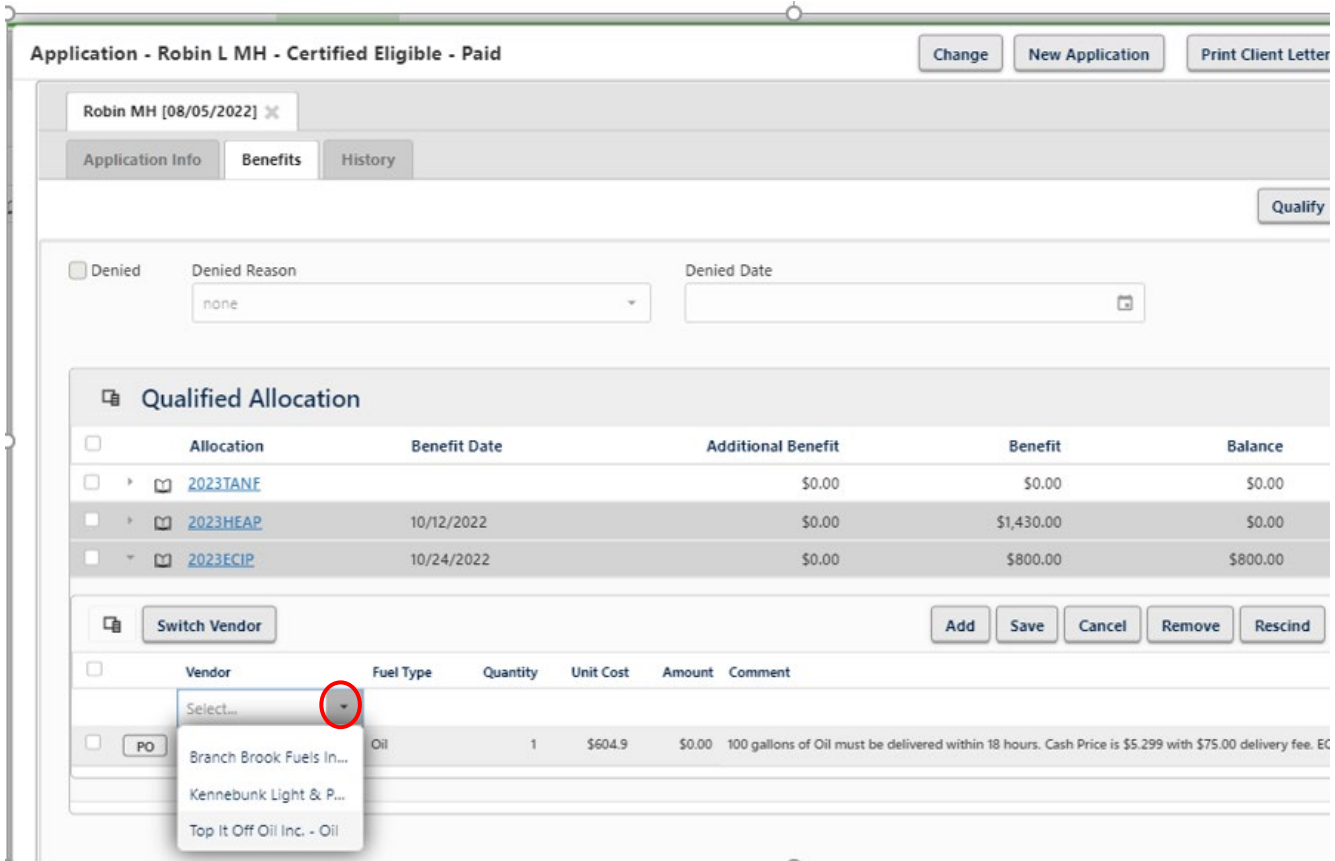 Application - Robin L MH - Certified Eligible - Paid Change New Application Print Client Letter
Robin MH [08/05/2022]
Application Info Benefits History
Qualify
Denied Denied Reason Denied Date
none
Qualified Allocation
Allocation Benefit Date Additional Benefit Benefit Balance
2023TANF $0.00 $0.00 $0.00
2023HEAP 10/12/2022 $0.00 $1,430.00 $0.00
2023ECIP 10/24/2022 $0.00 $800.00 $800.00
Switch Vendor Add Save Cancel Remove Rescind
Vendor Fuel Type Quantity Unit Cost Amount Comment
Select...
PO Oil 1 $604.9 $0.00 100 gallons of Oil must be delivered within 18 hours. Cash Price is $5.299 with $75.00 delivery fee.
Branch Brook Fuels In...
Kennebunk Light & P...
Top It Off Oil Inc. - Oil